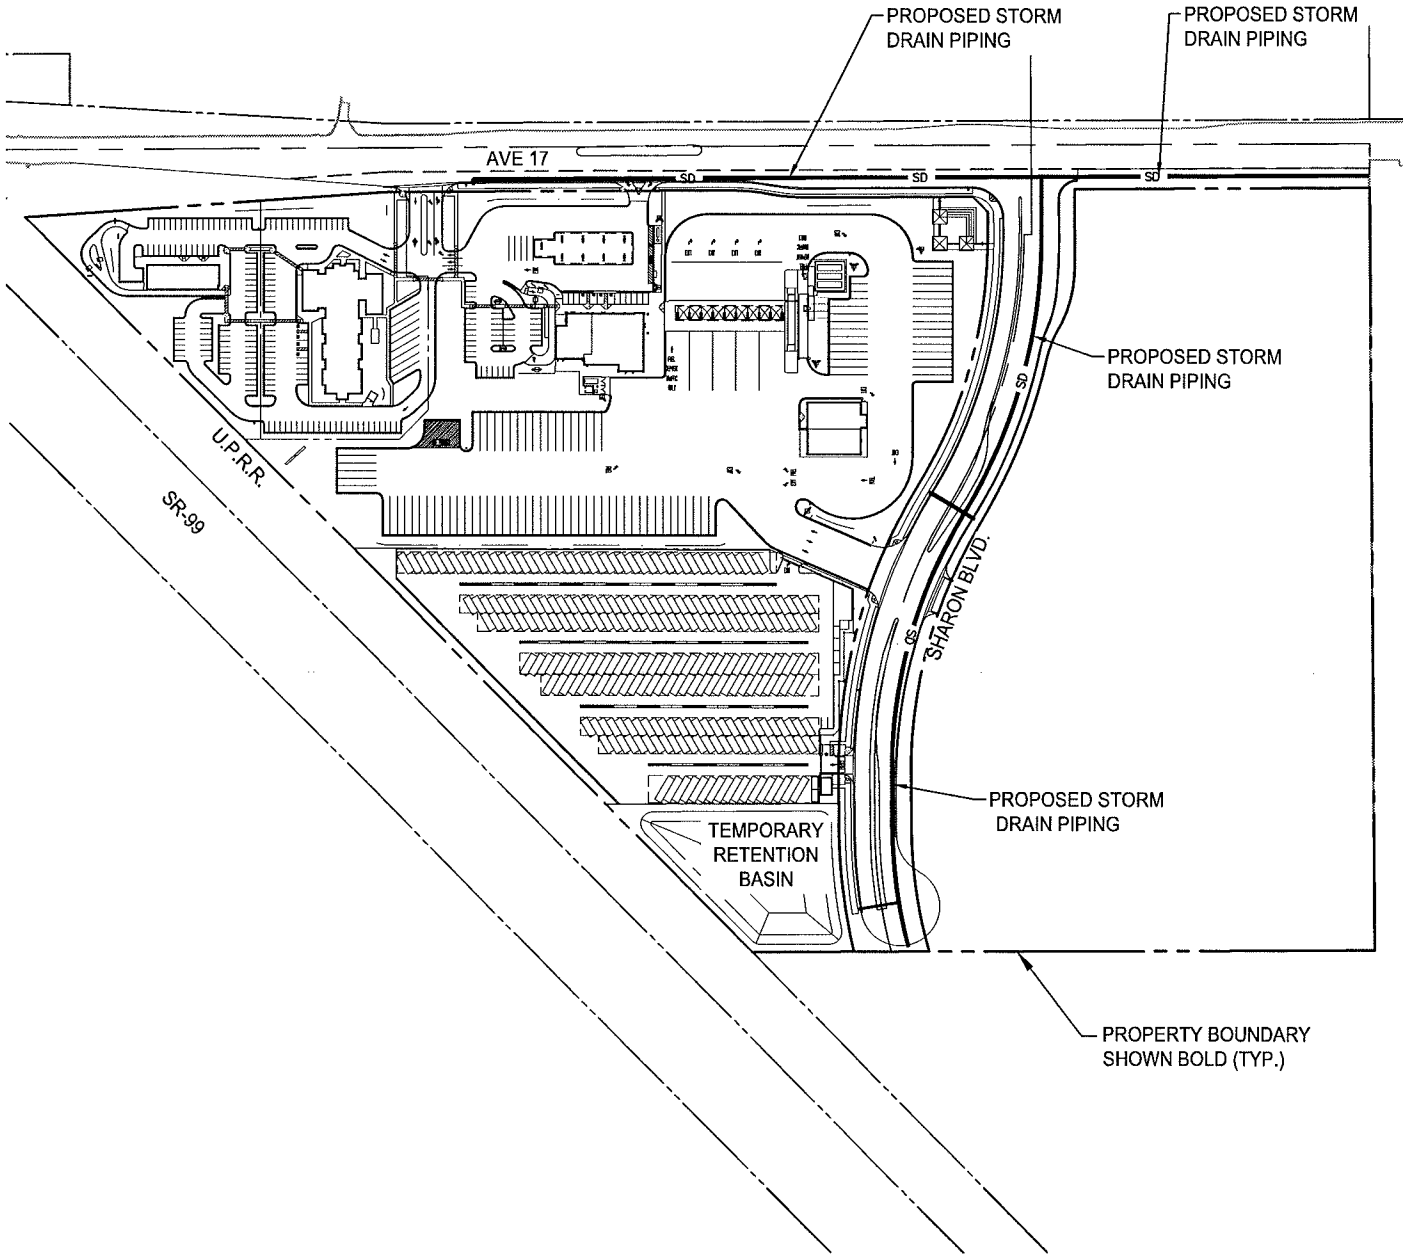 PROPOSED STORM
DRAIN PIPING
PROPOSED STORM
DRAIN PIPING
AVE 17
SD
SD
SD
PROPOSED STORM
DRAIN PIPING
SD
U.P.R.R.
SR-99
SHARON BLVD.
SD
PROPOSED STORM
DRAIN PIPING
TEMPORARY
RETENTION
BASIN
PROPERTY BOUNDARY
SHOWN BOLD (TYP.)